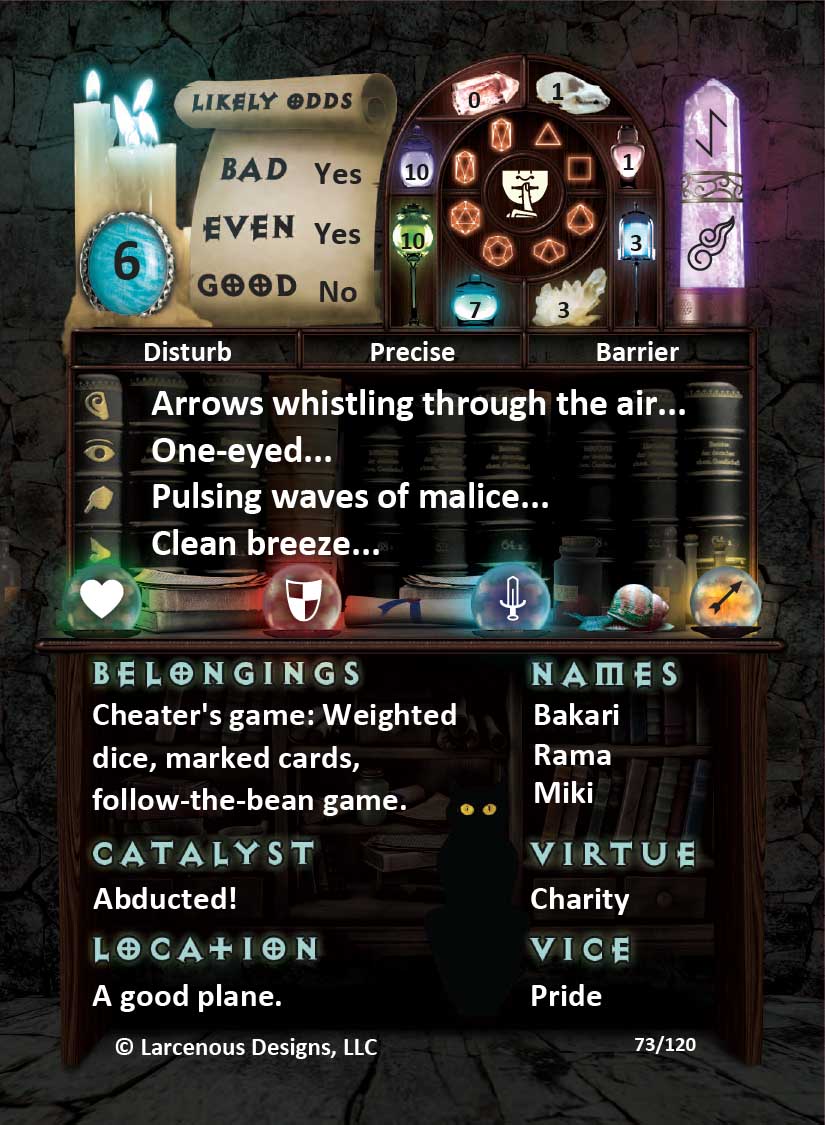 LIKELY ODDS
BAD Yes
EVEN Yes
GOOD No
6
0
1
10
1
10
3
7
3
Disturb Precise Barrier
Arrows whistling through the air...
One-eyed...
Pulsing waves of malice...
Clean breeze...
BELONGINGS
Cheater's game: Weighted
dice, marked cards,
follow-the-bean game.
NAMES
Bakari
Rama
Miki
CATALYST
Abducted!
VIRTUE
Charity
LOCATION
A good plane.
VICE
Pride
© Larcenous Designs, LLC
73/120